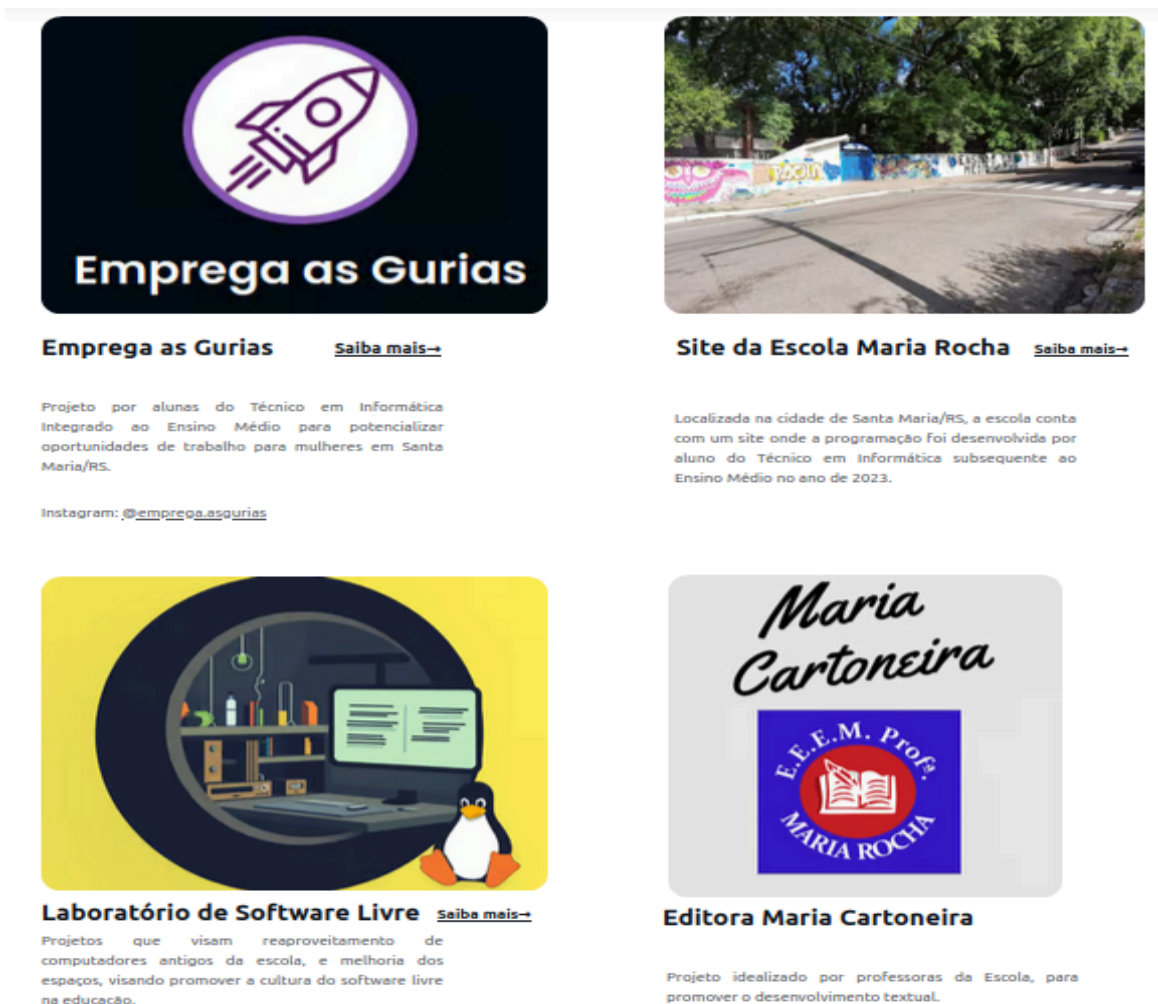 Emprega as Gurias
Emprega as Gurias
Saiba mais→
Projeto por alunas do Técnico em Informática
Integrado ao Ensino Médio para potencializar
oportunidades de trabalho para mulheres em Santa
Maria/RS.
Instagram: @emprega.asgurias
ROCHA
Site da Escola Maria Rocha
Saiba mais→
Localizada na cidade de Santa Maria/RS, a escola conta
com um site onde a programação foi desenvolvida por
aluno do Técnico em Informática subsequente ao
Ensino Médio no ano de 2023.
Laboratório de Software Livre
Saiba mais→
Projetos que visam reaproveitamento de
computadores antigos da escola, e melhoria dos
espaços, visando promover a cultura do software livre
na educação.
Maria
Cartoneira
E.E.E.M. Profª.
MARIA ROCHA
Editora Maria Cartoneira
Projeto idealizado por professoras da Escola, para
promover o desenvolvimento textual.